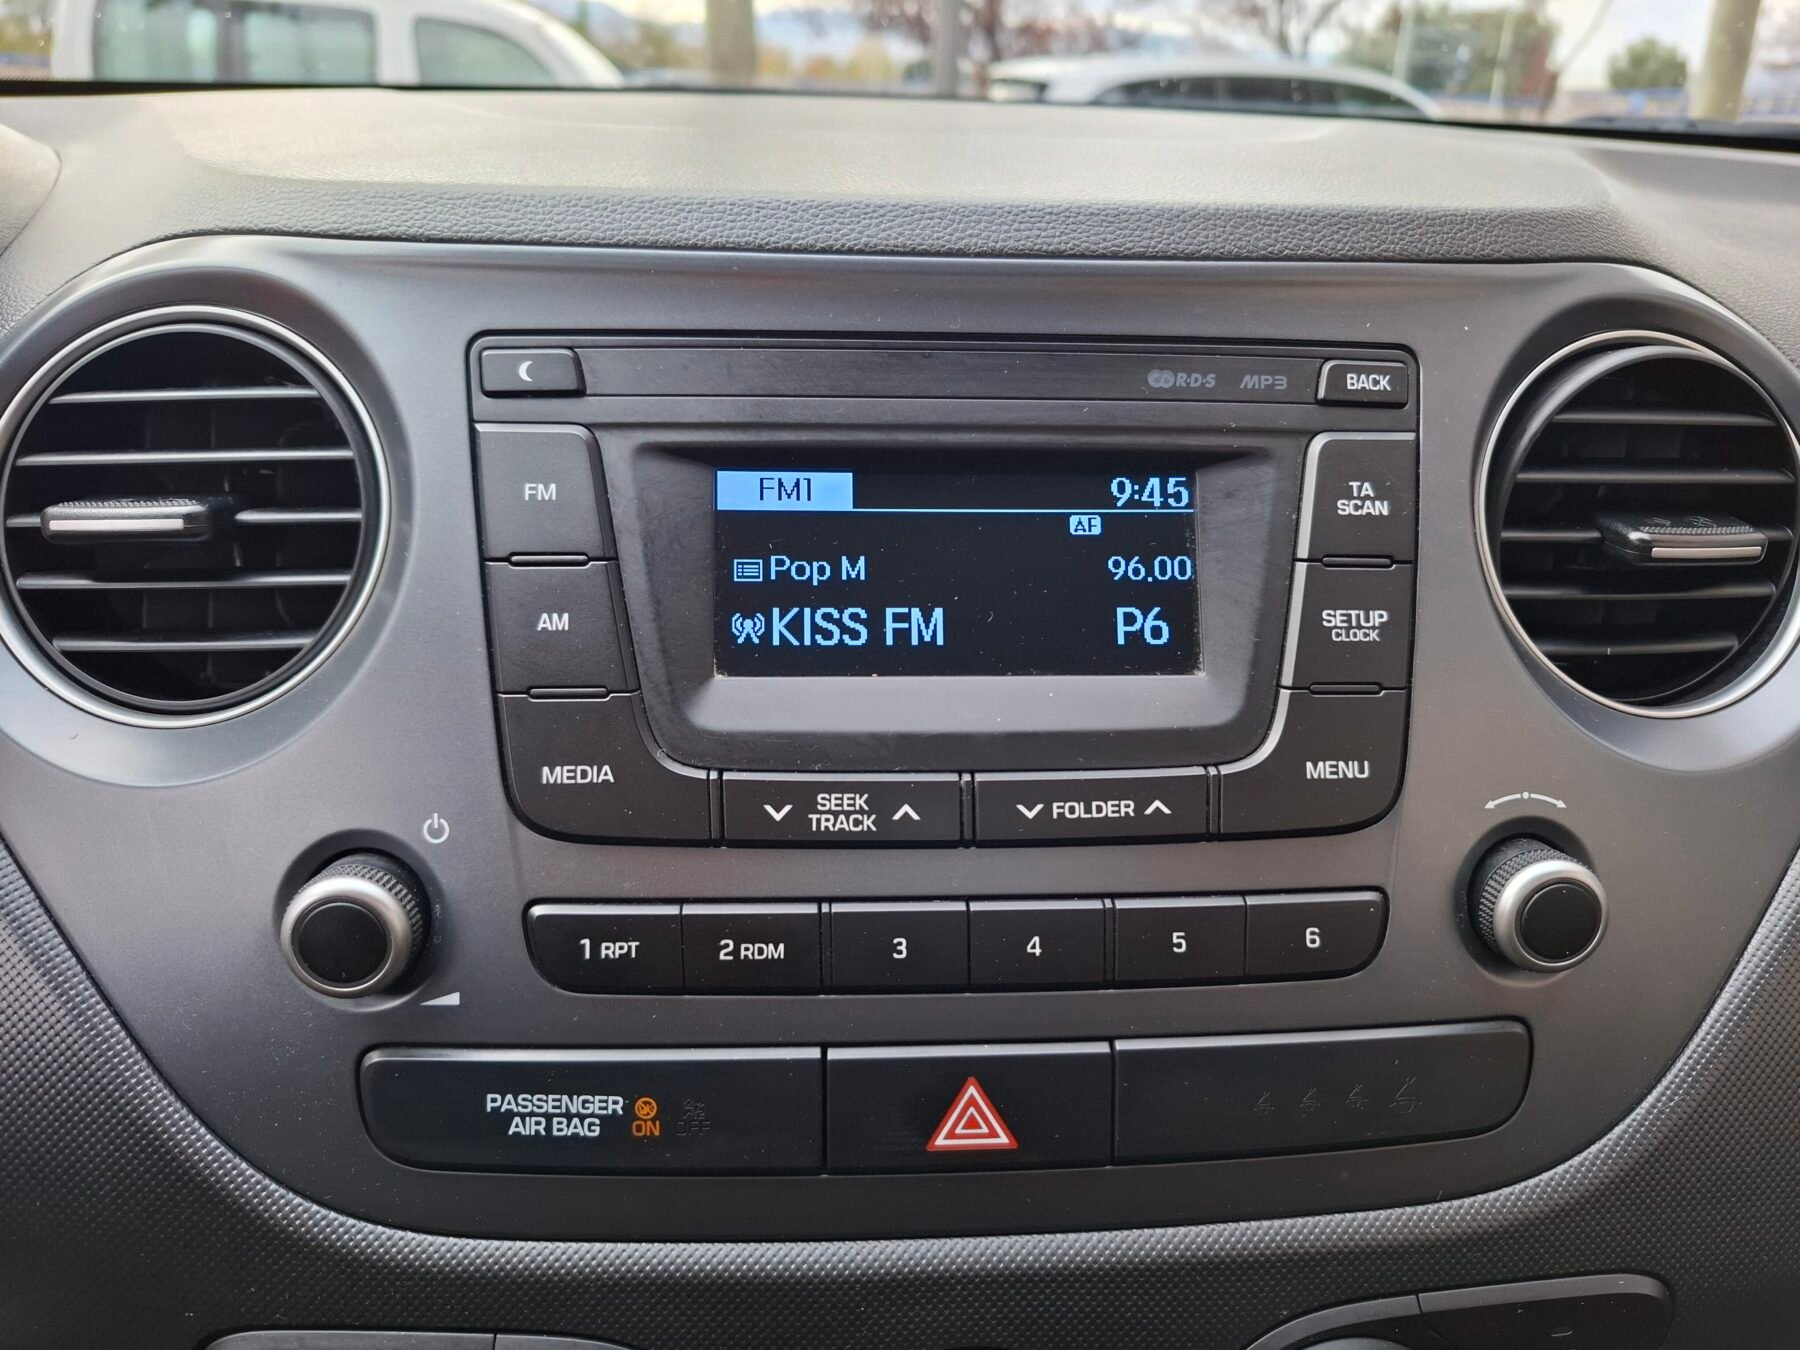 R·D·S MP3 BACK
FM1 9:45
AF
Pop M 96.00
KISS FM P6
FM
AM
MEDIA
TA
SCAN
SETUP
CLOCK
MENU
SEEK
TRACK
FOLDER
1 RPT 2 RDM 3 4 5 6
PASSENGER
AIR BAG ON OFF